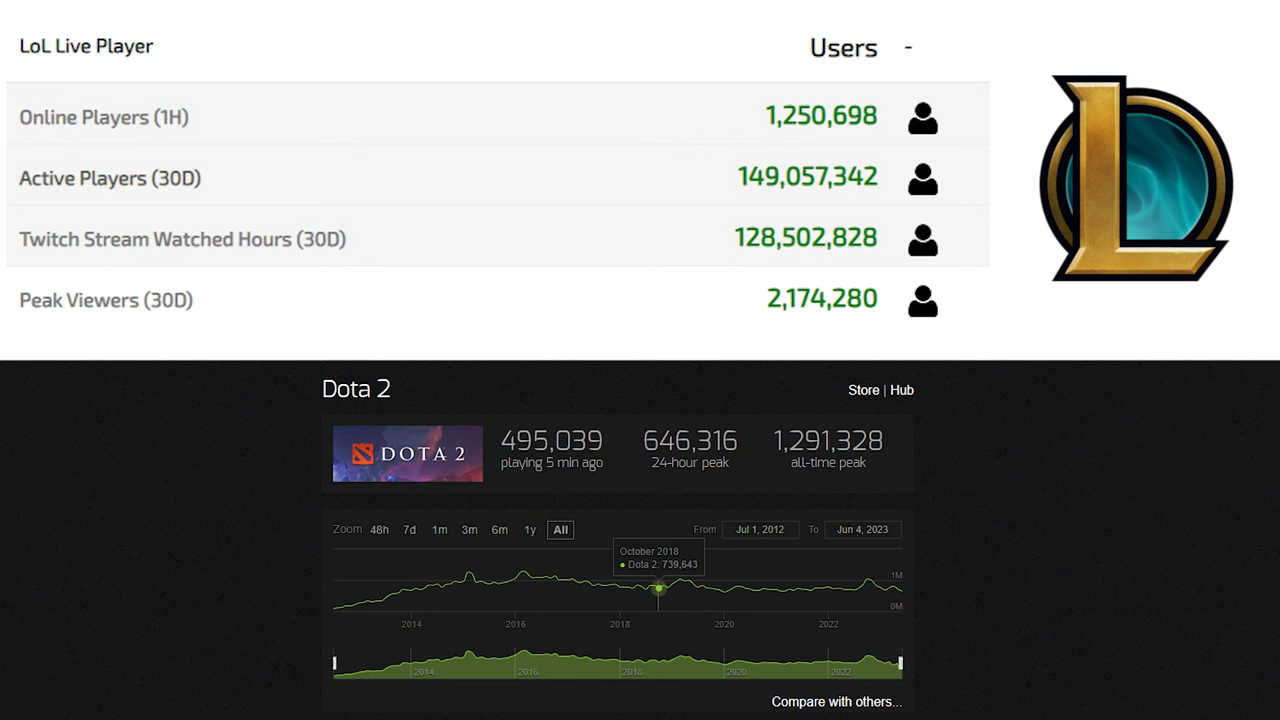 LoL Live Player Users -
Online Players (1H) 1,250,698
Active Players (30D) 149,057,342
Twitch Stream Watched Hours (30D) 128,502,828
Peak Viewers (30D) 2,174,280
Dota 2 Store | Hub
DOTA 2
495,039 646,316 1,291,328
playing 5 min ago 24-hour peak all-time peak
Zoom 48h 7d 1m 3m 6m 1y All From Jul 1, 2012 To Jun 4, 2023
October 2018
Dota 2: 739,643
1M
0M
2014 2016 2018 2020 2022
2014 2016 2018 2020 2022
Compare with others...